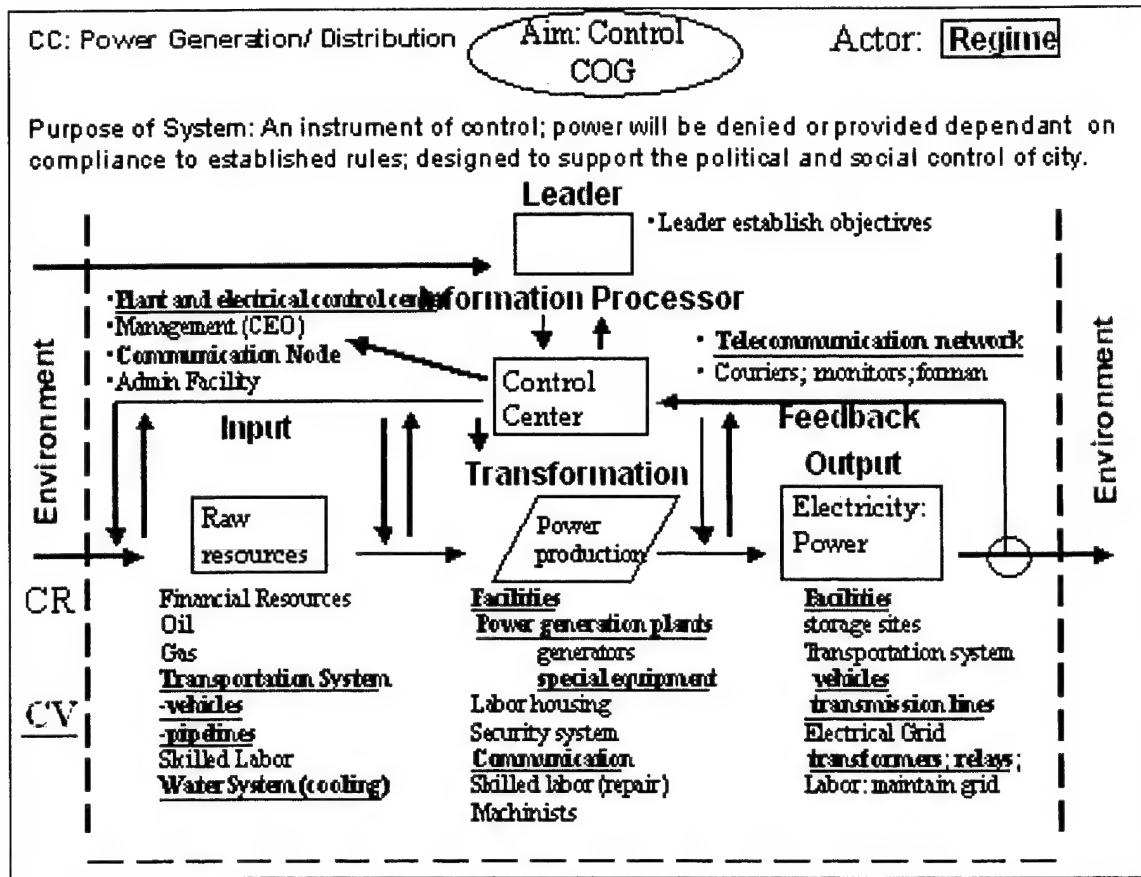 CC: Power Generation/ Distribution
Aim: Control
COG
Actor: Regime
Purpose of System: An instrument of control; power will be denied or provided dependant on
compliance to established rules; designed to support the political and social control of city.
Leader
·Leader establish objectives
·Plant and electrical control cente
Information Processor
·Management (CEO)
·Communication Node
·Admin Facility
Control
Center
· Telecommunication network
· Couriers; monitors; forman
Environment
Environment
Input
Feedback
Transformation
Output
Raw
resources
Power
production
Electricity:
Power
CR
CV
Financial Resources
Oil
Gas
Transportation System
-vehicles
-pipelines
Skilled Labor
Water System (cooling)
Facilities
Power generation plants
generators
special equipment
Labor housing
Security system
Communication
Skilled labor (repair)
Machinists
Facilities
storage sites
Transportation system
vehicles
transmission lines
Electrical Grid
transformers; relays;
Labor: maintain grid